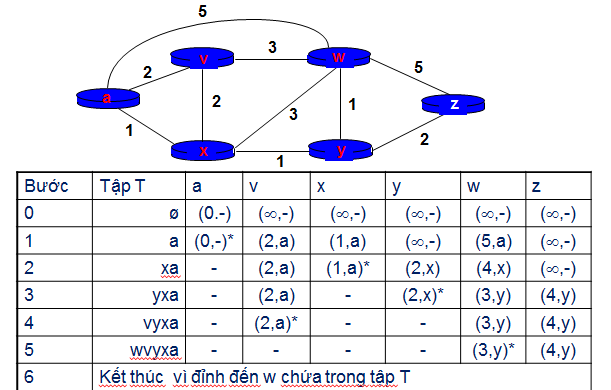 5
v
3
w
2
5
a
2
3
1
z
1
x
1
y
2
Bước Tập T a v x y w z
0 ø (0,-) (∞,-) (∞,-) (∞,-) (∞,-) (∞,-)
1 a (0,-)* (2,a) (1,a) (∞,-) (5,a) (∞,-)
2 xa - (2,a) (1,a)* (2,x) (4,x) (∞,-)
3 yxa - (2,a) - (2,x)* (3,y) (4,y)
4 vyxa - (2,a)* - - (3,y) (4,y)
5 wvyxa - - - - (3,y)* (4,y)
6 Kết thúc vì đỉnh đến w chứa trong tập T